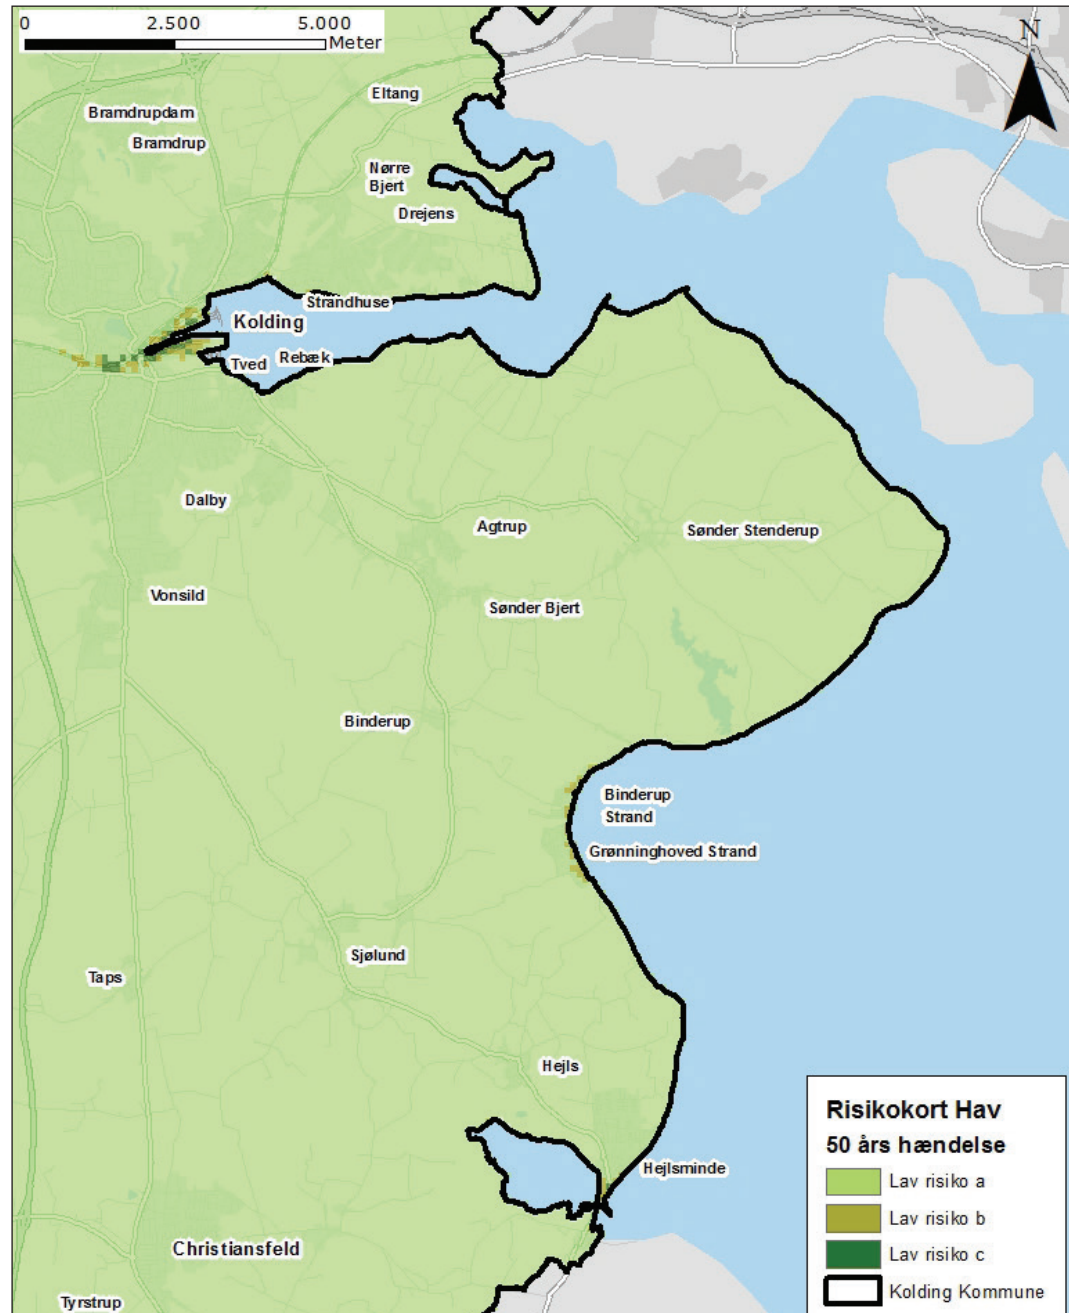 0 2.500 5.000
Meter
N
Eltang
Bramdrupdam
Bramdrup
Nørre
Bjert
Drejens
Strandhuse
Kolding
Tved
Rebæk
Dalby
Agtrup
Sønder Stenderup
Vonsild
Sønder Bjert
Binderup
Binderup
Strand
Grønninghoved Strand
Sjølund
Taps
Hejls
Hejlsminde
Christiansfeld
Tyrstrup
Risikokort Hav
50 års hændelse
Lav risiko a
Lav risiko b
Lav risiko c
Kolding Kommune